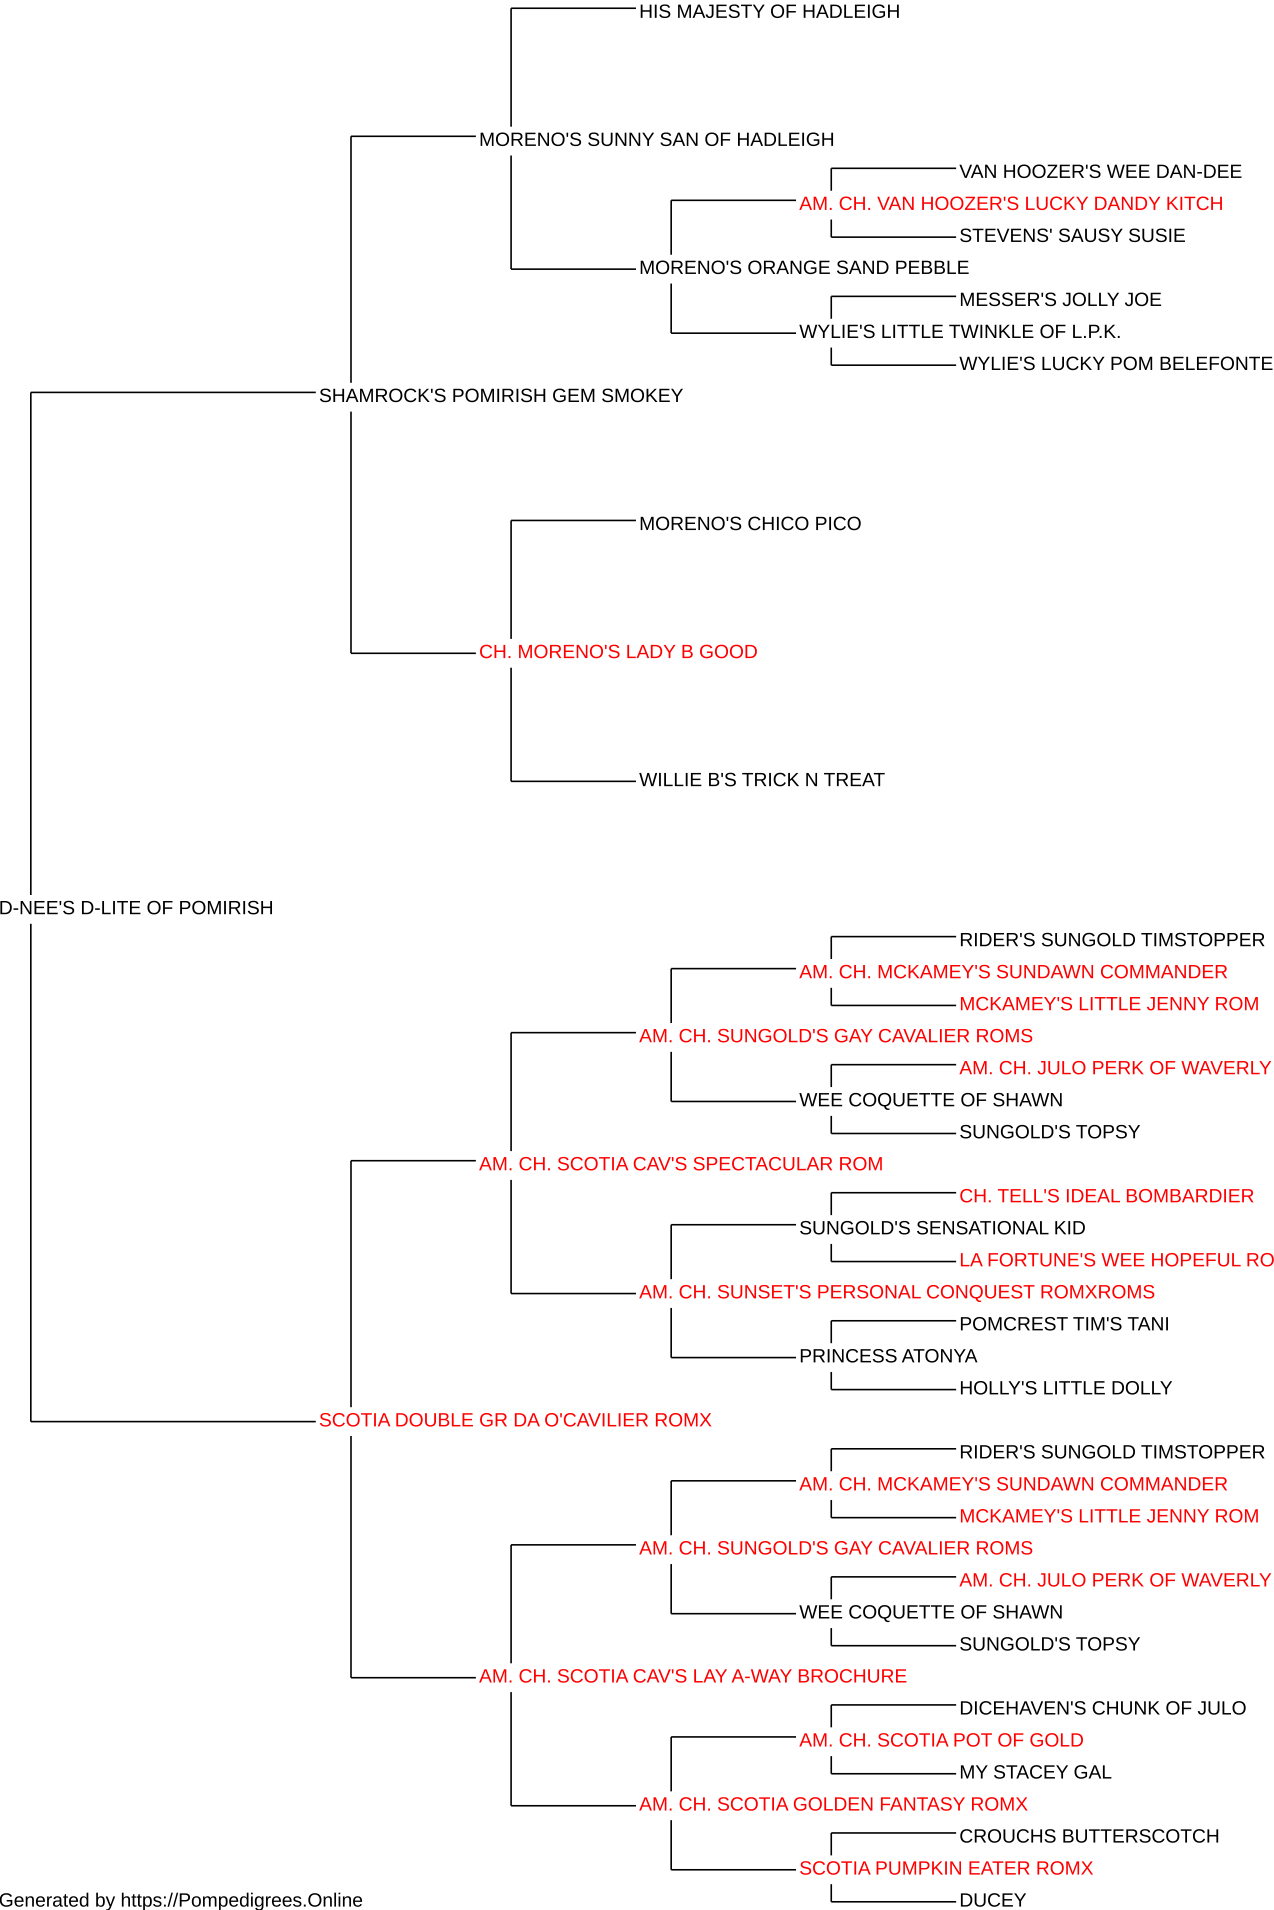 HIS MAJESTY OF HADLEIGH
MORENO'S SUNNY SAN OF HADLEIGH
VAN HOOZER'S WEE DAN-DEE
AM. CH. VAN HOOZER'S LUCKY DANDY KITCH
STEVENS' SAUSY SUSIE
MORENO'S ORANGE SAND PEBBLE
MESSER'S JOLLY JOE
WYLIE'S LITTLE TWINKLE OF L.P.K.
WYLIE'S LUCKY POM BELEFONTE
SHAMROCK'S POMIRISH GEM SMOKEY
MORENO'S CHICO PICO
CH. MORENO'S LADY B GOOD
WILLIE B'S TRICK N TREAT
D-NEE'S D-LITE OF POMIRISH
RIDER'S SUNGOLD TIMSTOPPER
AM. CH. MCKAMEY'S SUNDAWN COMMANDER
MCKAMEY'S LITTLE JENNY ROM
AM. CH. SUNGOLD'S GAY CAVALIER ROMS
AM. CH. JULO PERK OF WAVERLY
WEE COQUETTE OF SHAWN
SUNGOLD'S TOPSY
AM. CH. SCOTIA CAV'S SPECTACULAR ROM
CH. TELL'S IDEAL BOMBARDIER
SUNGOLD'S SENSATIONAL KID
LA FORTUNE'S WEE HOPEFUL RO
AM. CH. SUNSET'S PERSONAL CONQUEST ROMXROMS
POMCREST TIM'S TANI
PRINCESS ATONYA
HOLLY'S LITTLE DOLLY
SCOTIA DOUBLE GR DA O'CAVILIER ROMX
RIDER'S SUNGOLD TIMSTOPPER
AM. CH. MCKAMEY'S SUNDAWN COMMANDER
MCKAMEY'S LITTLE JENNY ROM
AM. CH. SUNGOLD'S GAY CAVALIER ROMS
AM. CH. JULO PERK OF WAVERLY
WEE COQUETTE OF SHAWN
SUNGOLD'S TOPSY
AM. CH. SCOTIA CAV'S LAY A-WAY BROCHURE
DICEHAVEN'S CHUNK OF JULO
AM. CH. SCOTIA POT OF GOLD
MY STACEY GAL
AM. CH. SCOTIA GOLDEN FANTASY ROMX
CROUCHS BUTTERSCOTCH
SCOTIA PUMPKIN EATER ROMX
DUCEY
Generated by https://Pompedigrees.Online